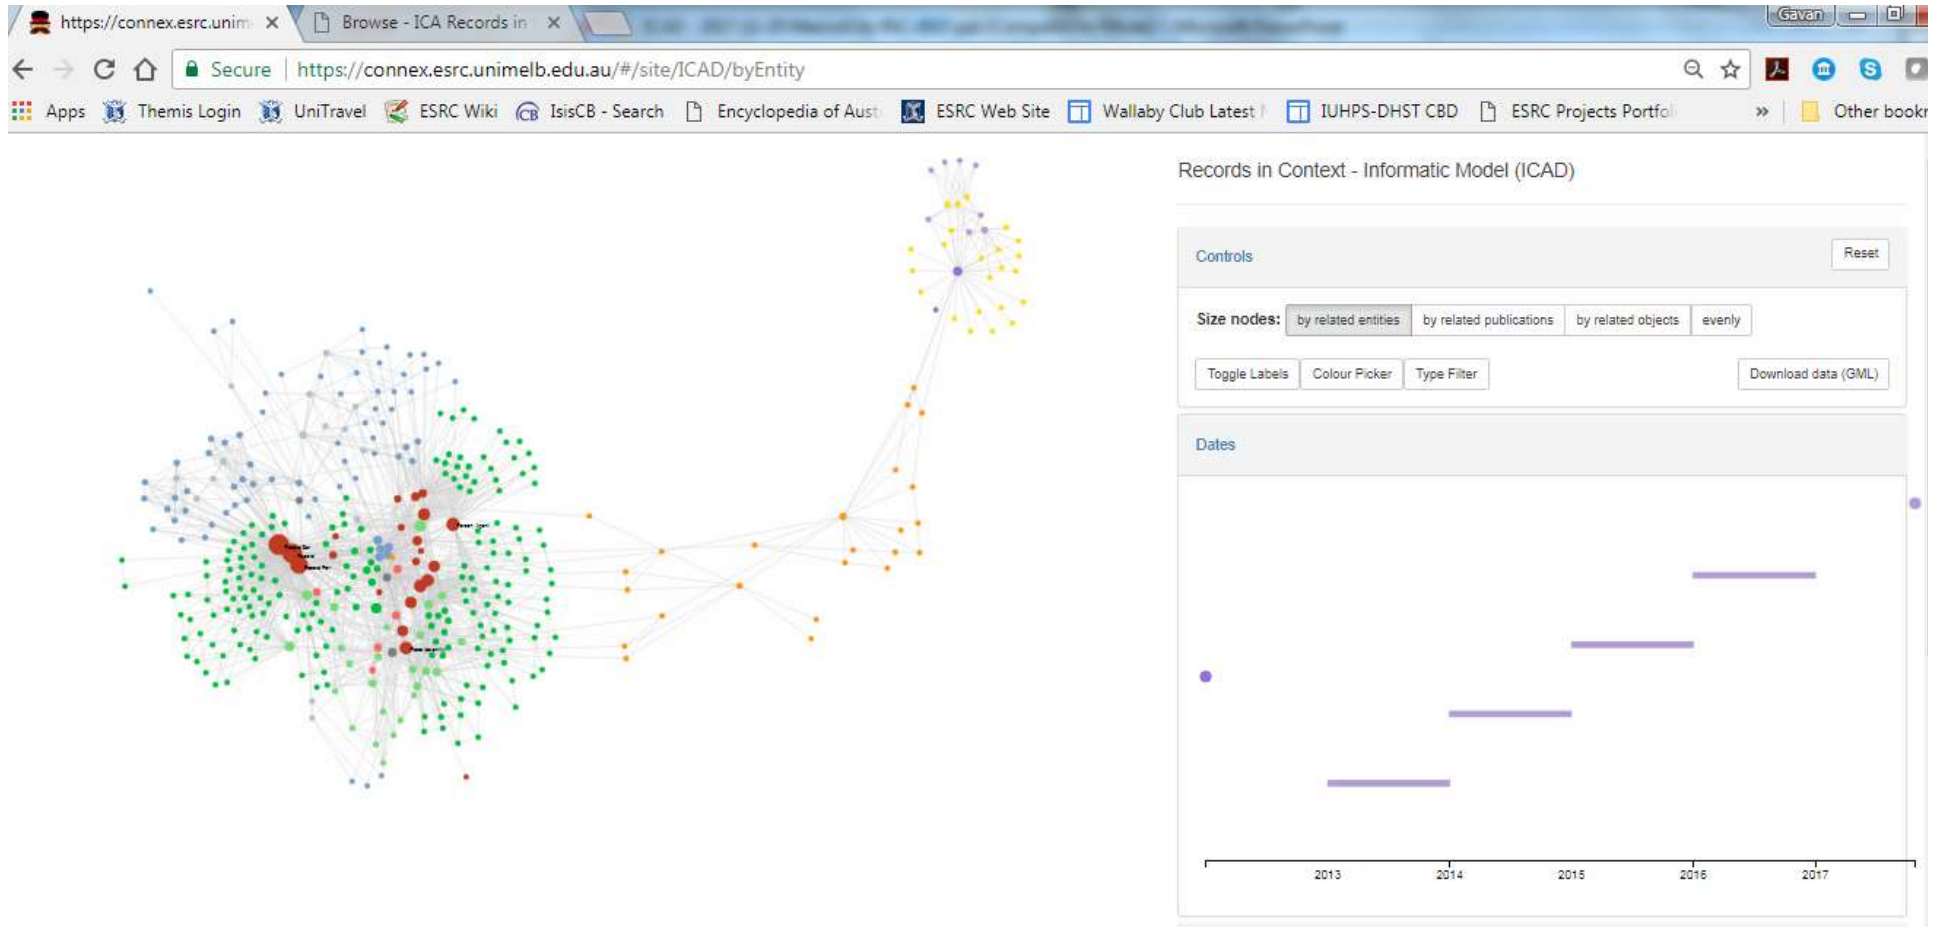 Gavan
https://connex.esrc.unim
Browse - ICA Records in
Secure
https://connex.esrc.unimelb.edu.au/#/site/ICAD/byEntity
Apps
Themis Login
UniTravel
ESRC Wiki
CB
IsisCB - Search
Encyclopedia of Aust
ESRC Web Site
Wallaby Club Latest
IUHPS-DHST CBD
ESRC Projects Portfol
»
Other bookr
Records in Context - Informatic Model (ICAD)
Controls
Reset
Size nodes:
by related entities
by related publications
by related objects
evenly
Toggle Labels
Colour Picker
Type Filter
Download data (GML)
Dates
2013
2014
2015
2016
2017